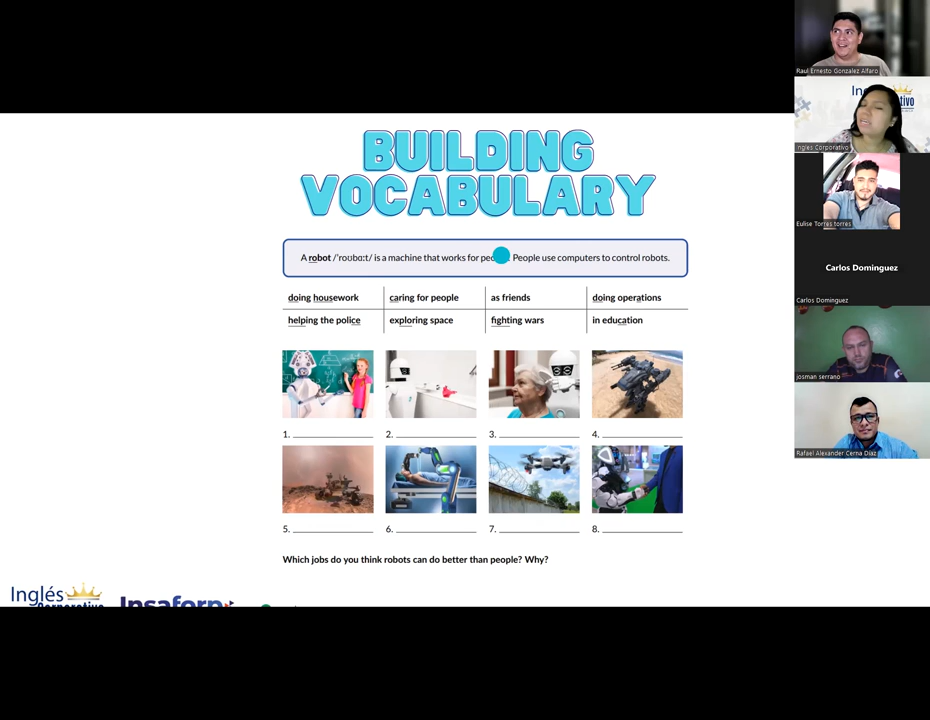 BUILDING
VOCABULARY
A robot /ˈroʊbɑːt/ is a machine that works for People use computers to control robots.
doing housework caring for people as friends doing operations
helping the police exploring space fighting wars in education
1. 2. 3. 4.
5. 6. 7. 8.
Which jobs do you think robots can do better than people? Why?
Inglés
Corporativo
Insaforp
Raul Ernesto Gonzalez Alfaro
Ingles Corporativo
Eulise Torres torres
Carlos Dominguez
Carlos Dominguez
josman serrano
Rafael Alexander Cerna Diaz